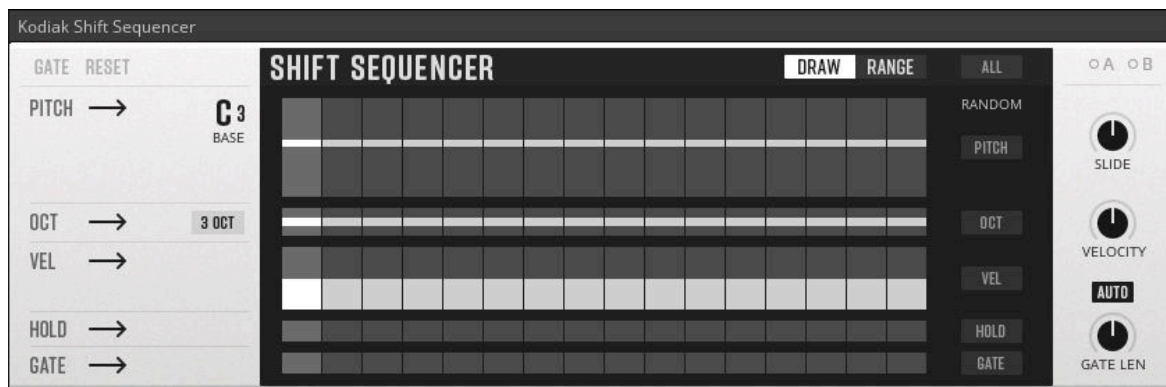 Kodiak Shift Sequencer
GATE RESET
SHIFT SEQUENCER
DRAW RANGE ALL
A B
PITCH C3
BASE
RANDOM
PITCH
SLIDE
OCT 3 OCT
OCT
VELOCITY
VEL
VEL
AUTO
HOLD
HOLD
GATE
GATE
GATE LEN